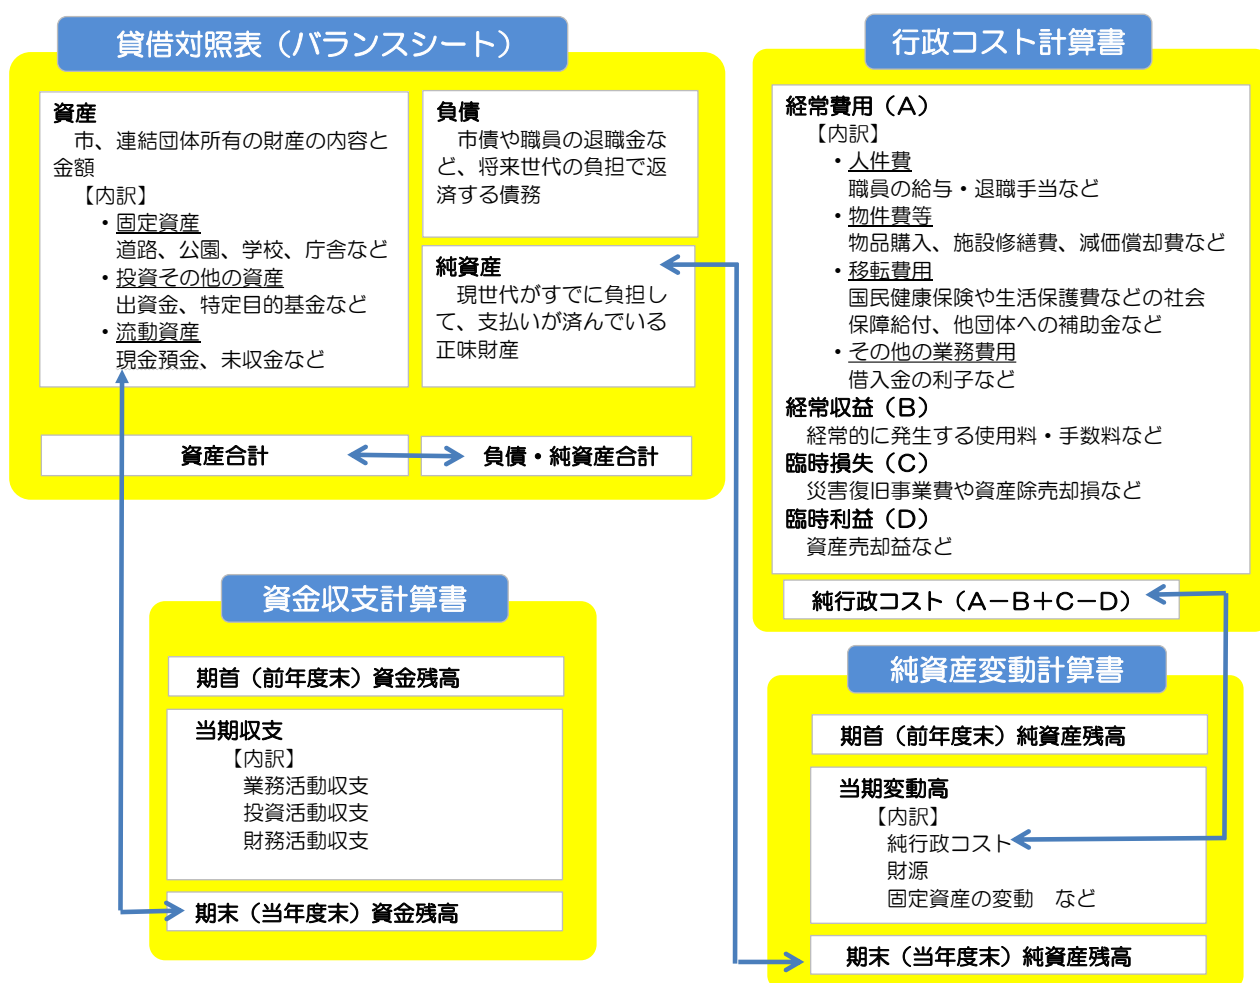 貸借対照表（バランスシート）
資産
市、連結団体所有の財産の内容と
金額
【内訳】
・固定資産
道路、公園、学校、庁舎など
・投資その他の資産
出資金、特定目的基金など
・流動資産
現金預金、未収金など
負債
市債や職員の退職金な
ど、将来世代の負担で返
済する債務
純資産
現世代がすでに負担し
て、支払いが済んでいる
正味財産
資産合計
負債・純資産合計
行政コスト計算書
経常費用（A）
【内訳】
・人件費
職員の給与・退職手当など
・物件費等
物品購入、施設修繕費、減価償却費など
・移転費用
国民健康保険や生活保護費などの社会
保障給付、他団体への補助金など
・その他の業務費用
借入金の利子など
経常収益（B）
経常的に発生する使用料・手数料など
臨時損失（C）
災害復旧事業費や資産除売却損など
臨時利益（D）
資産売却益など
純行政コスト（A－B＋C－D）
資金収支計算書
期首（前年度末）資金残高
当期収支
【内訳】
業務活動収支
投資活動収支
財務活動収支
期末（当年度末）資金残高
純資産変動計算書
期首（前年度末）純資産残高
当期変動高
【内訳】
純行政コスト
財源
固定資産の変動　など
期末（当年度末）純資産残高